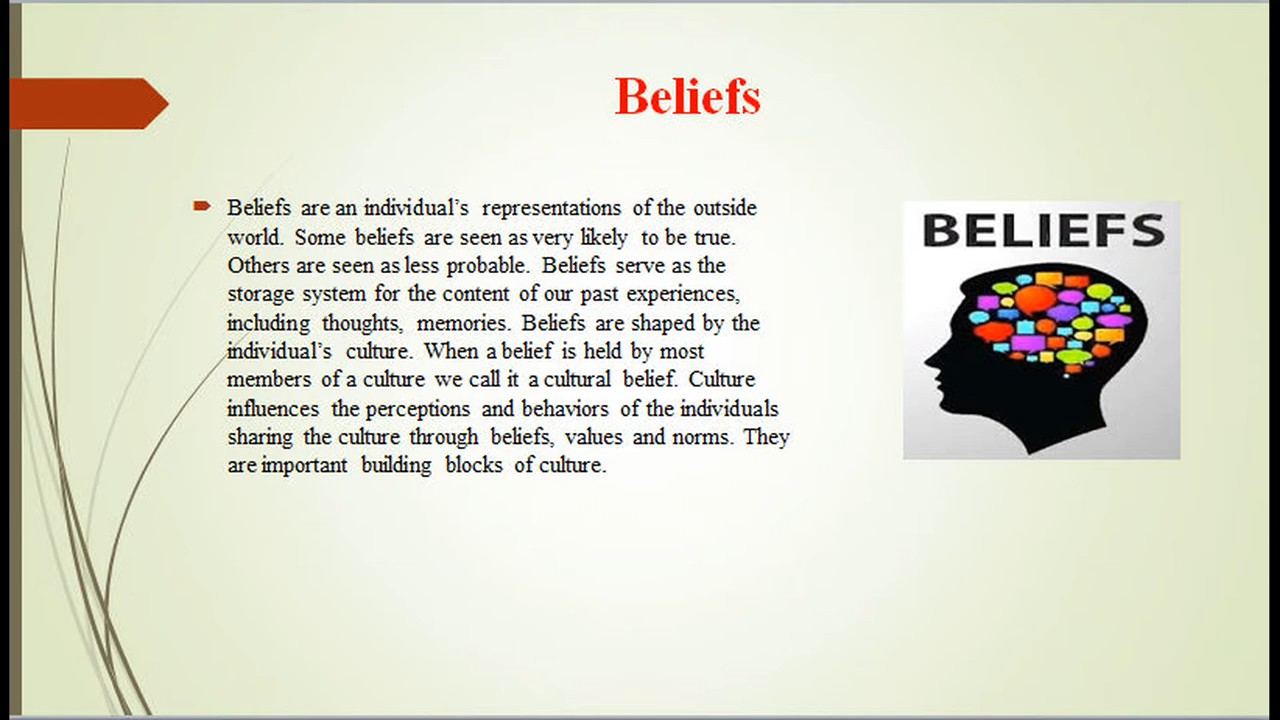 Beliefs
Beliefs are an individual’s representations of the outside
world. Some beliefs are seen as very likely to be true.
Others are seen as less probable. Beliefs serve as the
storage system for the content of our past experiences,
including thoughts, memories. Beliefs are shaped by the
individual’s culture. When a belief is held by most
members of a culture we call it a cultural belief. Culture
influences the perceptions and behaviors of the individuals
sharing the culture through beliefs, values and norms. They
are important building blocks of culture.
BELIEFS